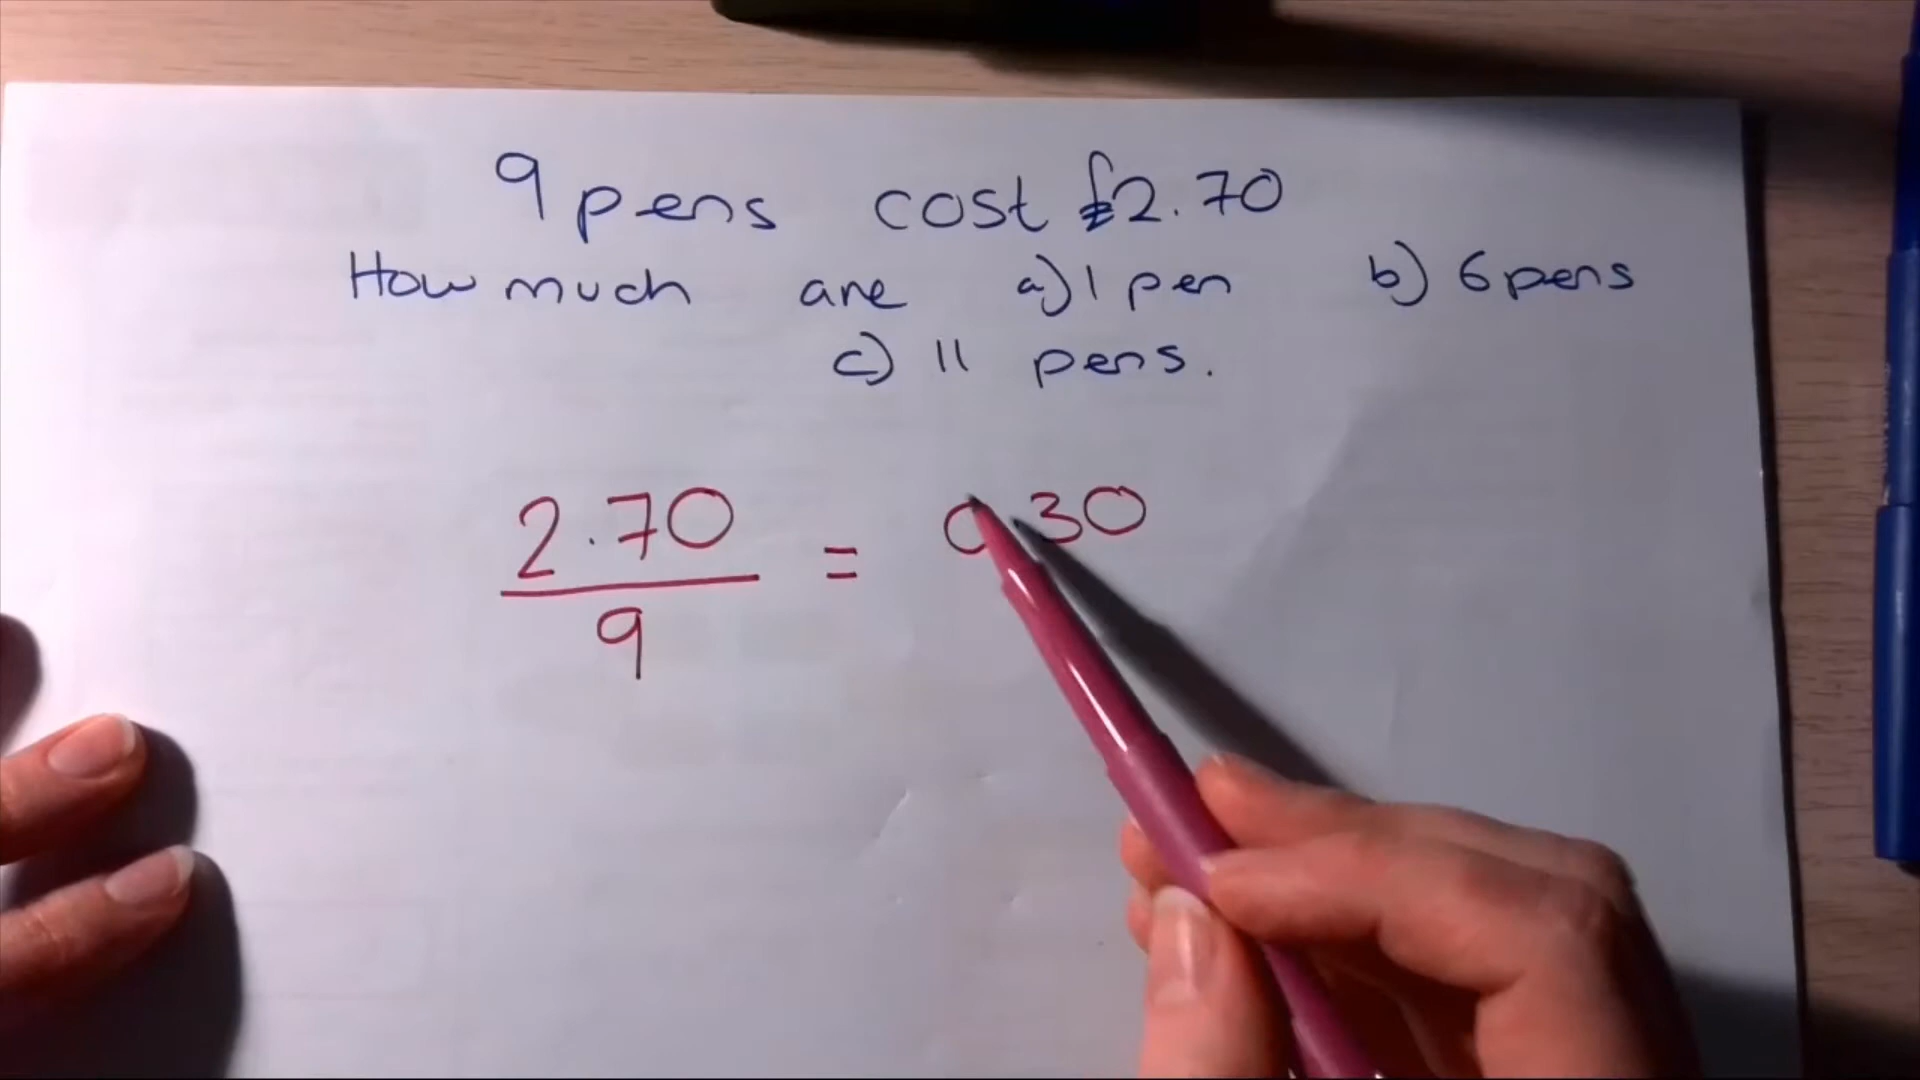 9 pens cost £2.70
How much are a) 1 pen b) 6 pens
c) 11 pens.
2.70
= 0.30
9